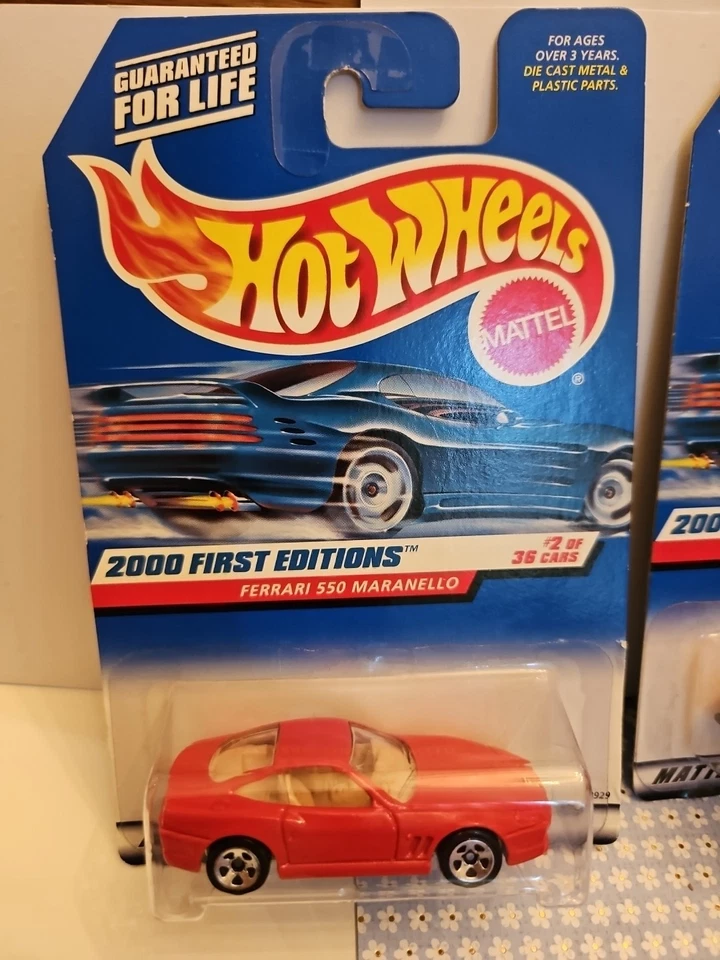 GUARANTEED
FOR LIFE
FOR AGES
OVER 3 YEARS.
DIE CAST METAL &
PLASTIC PARTS.
HOT WHEELS
MATTEL
®
2000 FIRST EDITIONS™
#2 OF
36 CARS
FERRARI 550 MARANELLO
200